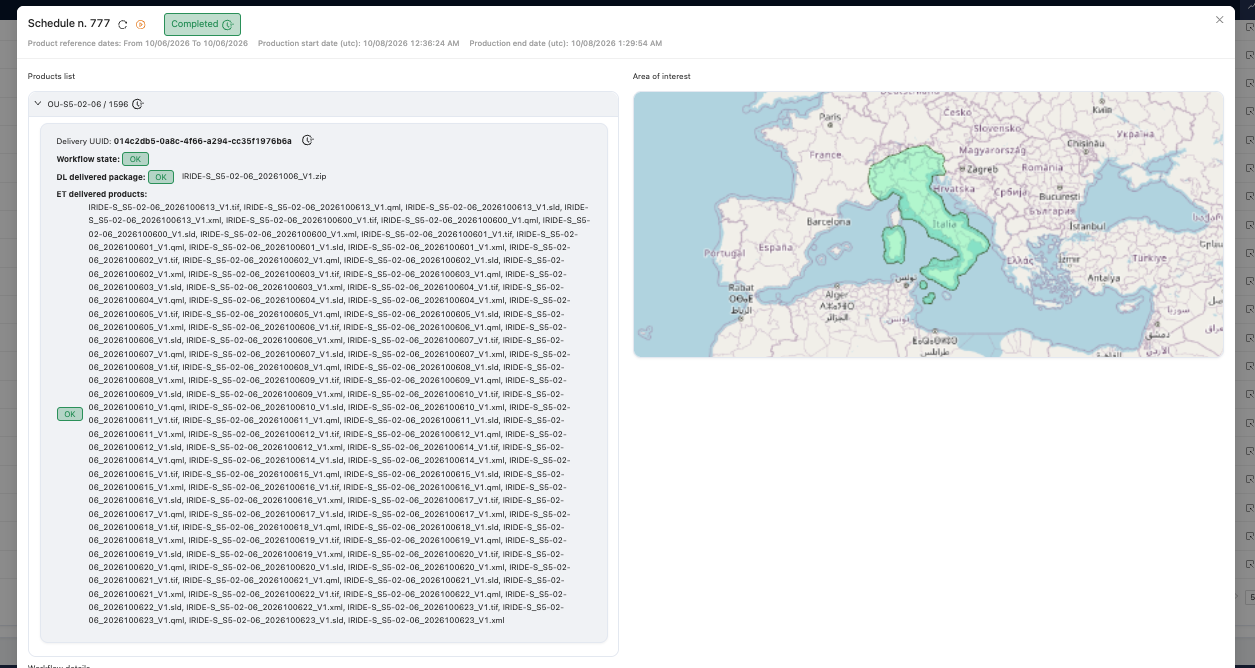 Schedule n. 777
Completed
Product reference dates: From 10/06/2026 To 10/06/2026 Production start date (utc): 10/08/2026 12:36:24 AM Production end date (utc): 10/08/2026 1:29:54 AM
Products list
OU-S5-02-06 / 1596
Delivery UUID: 014c2db5-0a8c-4f66-a294-cc35f1976b6a
Workflow state: OK
DL delivered package: OK IRIDE-S_S5-02-06_20261006_V1.zip
ET delivered products:
OK
IRIDE-S_S5-02-06_2026100613_V1.tif, IRIDE-S_S5-02-06_2026100613_V1.qml, IRIDE-S_S5-02-06_2026100613_V1.sld, IRIDE-
S_S5-02-06_2026100613_V1.xml, IRIDE-S_S5-02-06_2026100600_V1.tif, IRIDE-S_S5-02-06_2026100600_V1.qml, IRIDE-S_S5-
02-06_2026100600_V1.sld, IRIDE-S_S5-02-06_2026100600_V1.xml, IRIDE-S_S5-02-06_2026100601_V1.tif, IRIDE-S_S5-02-
06_2026100601_V1.qml, IRIDE-S_S5-02-06_2026100601_V1.sld, IRIDE-S_S5-02-06_2026100601_V1.xml, IRIDE-S_S5-02-
06_2026100602_V1.tif, IRIDE-S_S5-02-06_2026100602_V1.qml, IRIDE-S_S5-02-06_2026100602_V1.sld, IRIDE-S_S5-02-
06_2026100602_V1.xml, IRIDE-S_S5-02-06_2026100603_V1.tif, IRIDE-S_S5-02-06_2026100603_V1.qml, IRIDE-S_S5-02-
06_2026100603_V1.sld, IRIDE-S_S5-02-06_2026100603_V1.xml, IRIDE-S_S5-02-06_2026100604_V1.tif, IRIDE-S_S5-02-
06_2026100604_V1.qml, IRIDE-S_S5-02-06_2026100604_V1.sld, IRIDE-S_S5-02-06_2026100604_V1.xml, IRIDE-S_S5-02-
06_2026100605_V1.tif, IRIDE-S_S5-02-06_2026100605_V1.qml, IRIDE-S_S5-02-06_2026100605_V1.sld, IRIDE-S_S5-02-
06_2026100605_V1.xml, IRIDE-S_S5-02-06_2026100606_V1.tif, IRIDE-S_S5-02-06_2026100606_V1.qml, IRIDE-S_S5-02-
06_2026100606_V1.sld, IRIDE-S_S5-02-06_2026100606_V1.xml, IRIDE-S_S5-02-06_2026100607_V1.tif, IRIDE-S_S5-02-
06_2026100607_V1.qml, IRIDE-S_S5-02-06_2026100607_V1.sld, IRIDE-S_S5-02-06_2026100607_V1.xml, IRIDE-S_S5-02-
06_2026100608_V1.tif, IRIDE-S_S5-02-06_2026100608_V1.qml, IRIDE-S_S5-02-06_2026100608_V1.sld, IRIDE-S_S5-02-
06_2026100608_V1.xml, IRIDE-S_S5-02-06_2026100609_V1.tif, IRIDE-S_S5-02-06_2026100609_V1.qml, IRIDE-S_S5-02-
06_2026100609_V1.sld, IRIDE-S_S5-02-06_2026100609_V1.xml, IRIDE-S_S5-02-06_2026100610_V1.tif, IRIDE-S_S5-02-
06_2026100610_V1.qml, IRIDE-S_S5-02-06_2026100610_V1.sld, IRIDE-S_S5-02-06_2026100610_V1.xml, IRIDE-S_S5-02-
06_2026100611_V1.tif, IRIDE-S_S5-02-06_2026100611_V1.qml, IRIDE-S_S5-02-06_2026100611_V1.sld, IRIDE-S_S5-02-
06_2026100611_V1.xml, IRIDE-S_S5-02-06_2026100612_V1.tif, IRIDE-S_S5-02-06_2026100612_V1.qml, IRIDE-S_S5-02-
06_2026100612_V1.sld, IRIDE-S_S5-02-06_2026100612_V1.xml, IRIDE-S_S5-02-06_2026100614_V1.tif, IRIDE-S_S5-02-
06_2026100614_V1.qml, IRIDE-S_S5-02-06_2026100614_V1.sld, IRIDE-S_S5-02-06_2026100614_V1.xml, IRIDE-S_S5-02-
06_2026100615_V1.tif, IRIDE-S_S5-02-06_2026100615_V1.qml, IRIDE-S_S5-02-06_2026100615_V1.sld, IRIDE-S_S5-02-
06_2026100615_V1.xml, IRIDE-S_S5-02-06_2026100616_V1.tif, IRIDE-S_S5-02-06_2026100616_V1.qml, IRIDE-S_S5-02-
06_2026100616_V1.sld, IRIDE-S_S5-02-06_2026100616_V1.xml, IRIDE-S_S5-02-06_2026100617_V1.tif, IRIDE-S_S5-02-
06_2026100617_V1.qml, IRIDE-S_S5-02-06_2026100617_V1.sld, IRIDE-S_S5-02-06_2026100617_V1.xml, IRIDE-S_S5-02-
06_2026100618_V1.tif, IRIDE-S_S5-02-06_2026100618_V1.qml, IRIDE-S_S5-02-06_2026100618_V1.sld, IRIDE-S_S5-02-
06_2026100618_V1.xml, IRIDE-S_S5-02-06_2026100619_V1.tif, IRIDE-S_S5-02-06_2026100619_V1.qml, IRIDE-S_S5-02-
06_2026100619_V1.sld, IRIDE-S_S5-02-06_2026100619_V1.xml, IRIDE-S_S5-02-06_2026100620_V1.tif, IRIDE-S_S5-02-
06_2026100620_V1.qml, IRIDE-S_S5-02-06_2026100620_V1.sld, IRIDE-S_S5-02-06_2026100620_V1.xml, IRIDE-S_S5-02-
06_2026100621_V1.tif, IRIDE-S_S5-02-06_2026100621_V1.qml, IRIDE-S_S5-02-06_2026100621_V1.sld, IRIDE-S_S5-02-
06_2026100621_V1.xml, IRIDE-S_S5-02-06_2026100622_V1.tif, IRIDE-S_S5-02-06_2026100622_V1.qml, IRIDE-S_S5-02-
06_2026100622_V1.sld, IRIDE-S_S5-02-06_2026100622_V1.xml, IRIDE-S_S5-02-06_2026100623_V1.tif, IRIDE-S_S5-02-
06_2026100623_V1.qml, IRIDE-S_S5-02-06_2026100623_V1.sld, IRIDE-S_S5-02-06_2026100623_V1.xml
Workflow details
Area of interest
Paris
Česko
Київ
Slovensko
Україна
France
Magyarország
Chișinău
Zagreb
România
Hrvatska
Србија
București
Barcelona
България
Italia
İstanbul
Portugal
España
Ελλάς
İzmir
Türkiye
تونس
Antalya
Rabat
الرباط
Alger
الجزائر
تونس
سوريا
دمشق
طرابلس
الأردن